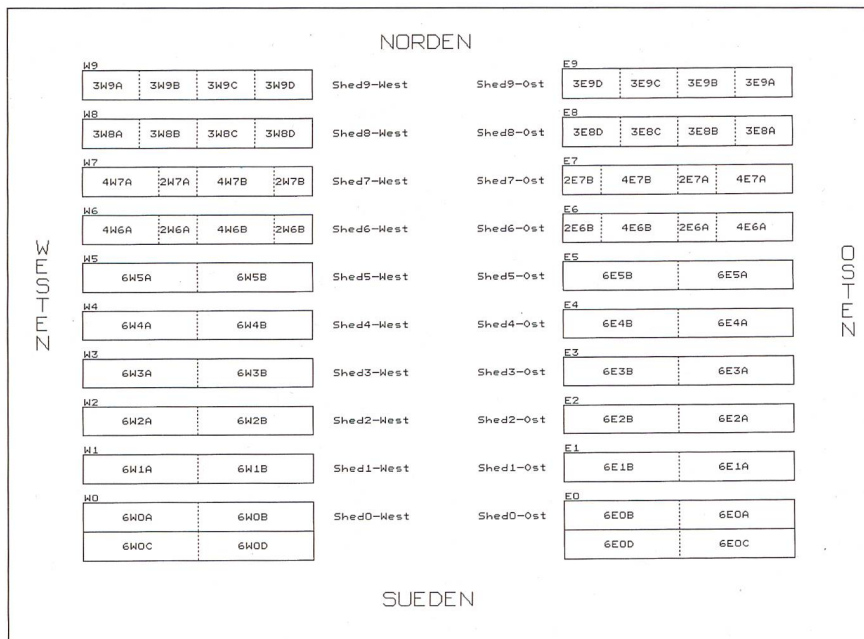 NORDEN
W9
E9
3W9A 3W9B 3W9C 3W9D Shed9-West Shed9-Ost 3E9D 3E9C 3E9B 3E9A
W8
E8
3W8A 3W8B 3W8C 3W8D Shed8-West Shed8-Ost 3E8D 3E8C 3E8B 3E8A
W7
E7
4W7A 2W7A 4W7B 2W7B Shed7-West Shed7-Ost 2E7B 4E7B 2E7A 4E7A
W6
E6
4W6A 2W6A 4W6B 2W6B Shed6-West Shed6-Ost 2E6B 4E6B 2E6A 4E6A
WESTEN
OSTEN
W5
E5
6W5A 6W5B Shed5-West Shed5-Ost 6E5B 6E5A
W4
E4
6W4A 6W4B Shed4-West Shed4-Ost 6E4B 6E4A
W3
E3
6W3A 6W3B Shed3-West Shed3-Ost 6E3B 6E3A
W2
E2
6W2A 6W2B Shed2-West Shed2-Ost 6E2B 6E2A
W1
E1
6W1A 6W1B Shed1-West Shed1-Ost 6E1B 6E1A
W0
E0
6W0A 6W0B Shed0-West Shed0-Ost 6E0B 6E0A
6W0C 6W0D 6E0D 6E0C
SUEDEN